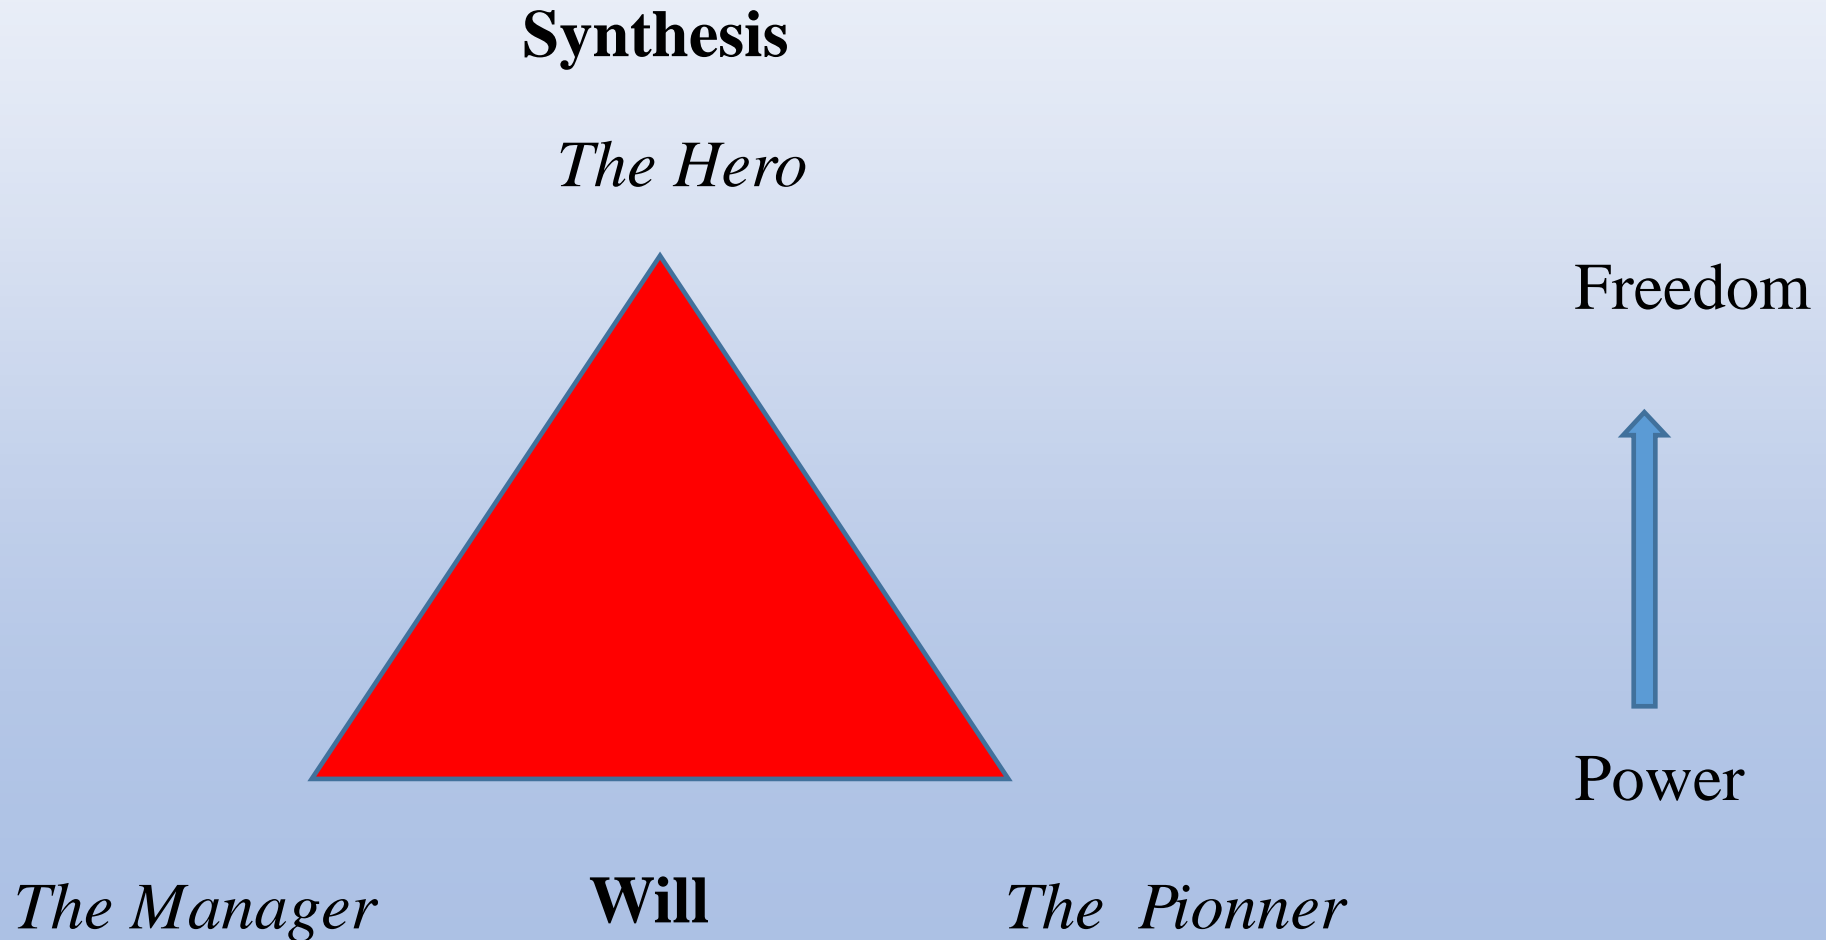 Synthesis
The Hero
Freedom
Power
The Manager
Will
The Pionner